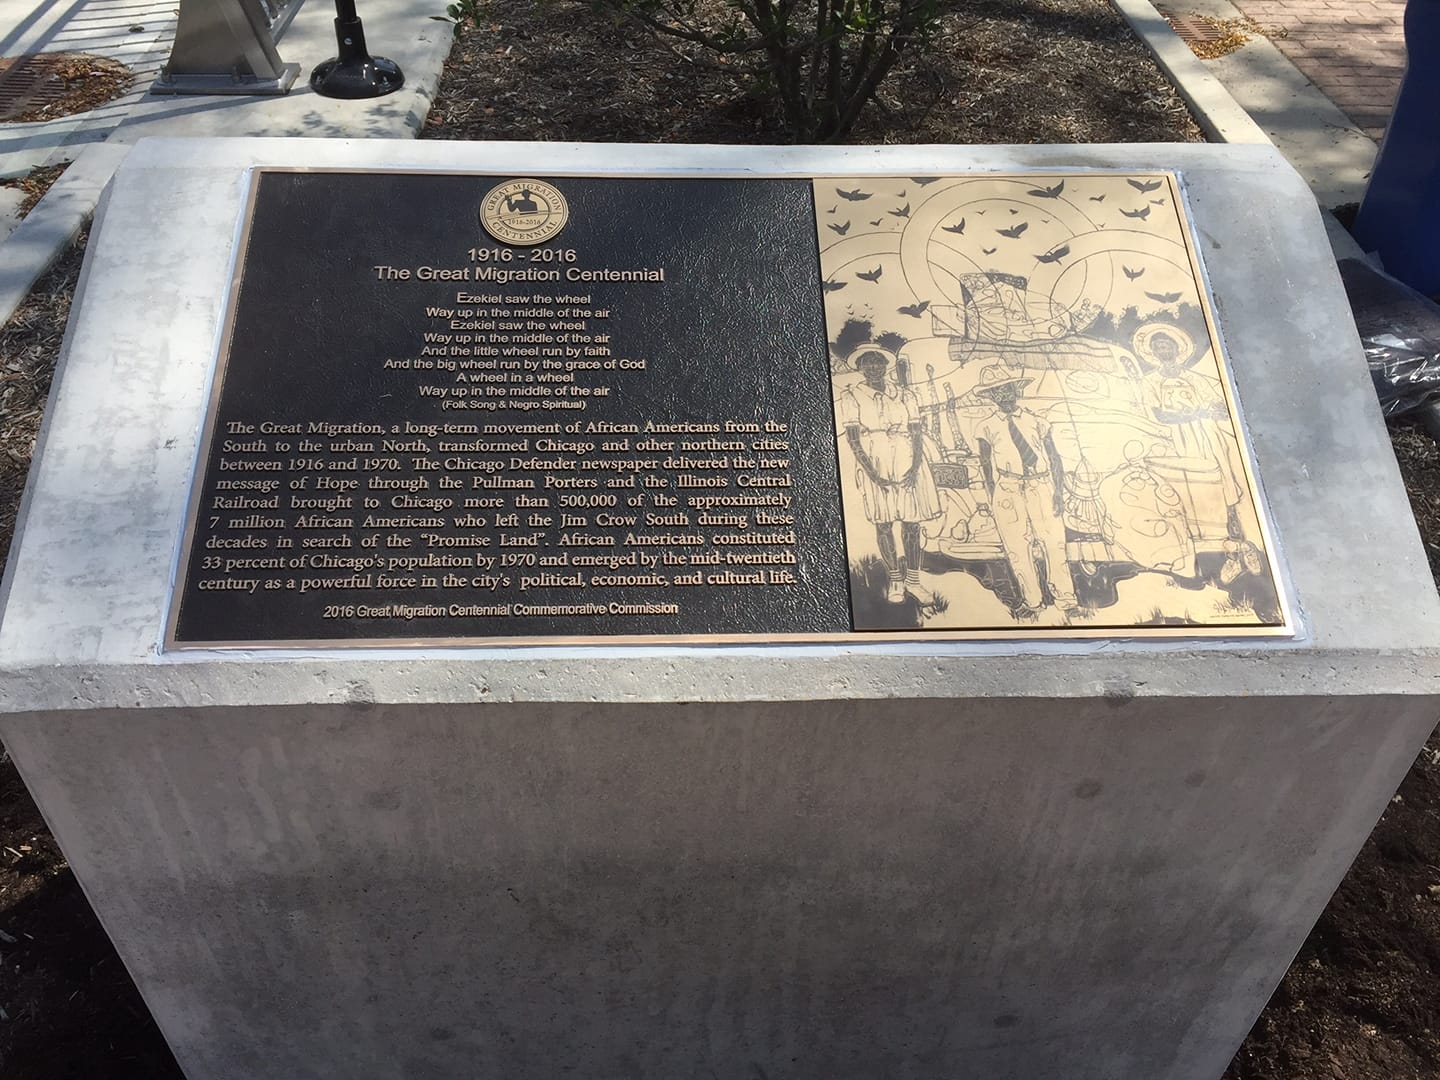 GREAT MIGRATION
1916-2016
CENTENNIAL
1916 - 2016
The Great Migration Centennial
Ezekiel saw the wheel
Way up in the middle of the air
Ezekiel saw the wheel
Way up in the middle of the air
And the little wheel run by faith
And the big wheel run by the grace of God
A wheel in a wheel
Way up in the middle of the air
(Folk Song & Negro Spiritual)
The Great Migration, a long-term movement of African Americans from the
South to the urban North, transformed Chicago and other northern cities
between 1916 and 1970. The Chicago Defender newspaper delivered the new
message of Hope through the Pullman Porters and the Illinois Central
Railroad brought to Chicago more than 500,000 of the approximately
7 million African Americans who left the Jim Crow South during these
decades in search of the “Promise Land”. African Americans constituted
33 percent of Chicago's population by 1970 and emerged by the mid-twentieth
century as a powerful force in the city's political, economic, and cultural life.
2016 Great Migration Centennial Commemorative Commission